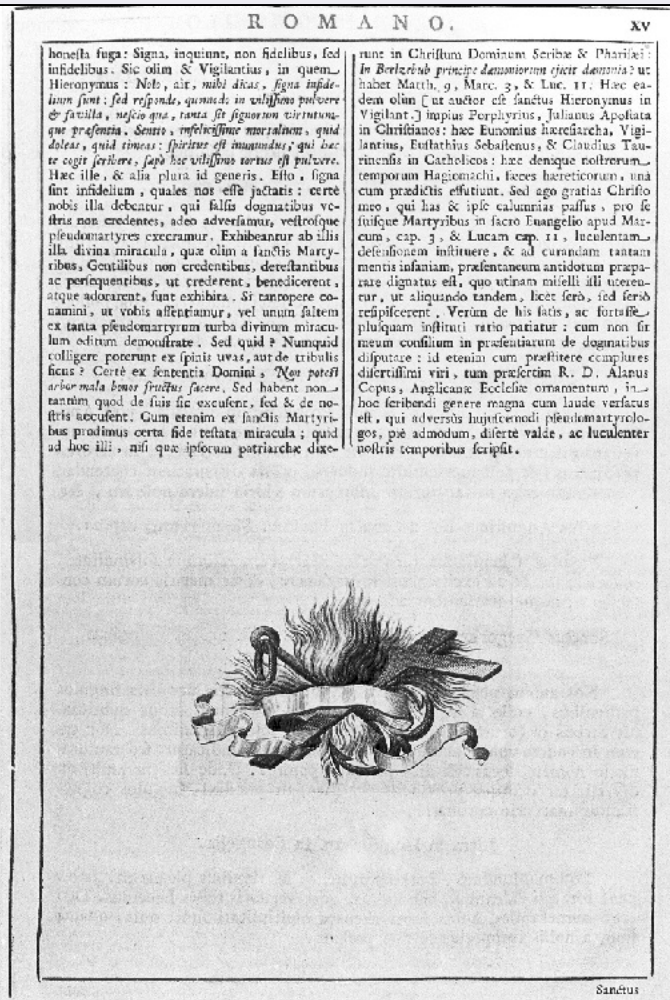 ROMANO.
XV
honesta fuga: Signa, inquiunt, non fidelibus, sed
infidelibus. Sic olim & Vigilantius, in quem
Hieronymus: Nolo, ait, mihi dicas, signa infide-
lium sunt: sed responde, quomodo in vilissimo pulvere
& favilla, nescio qua, tanta sit signorum virtutum-
que præsentia. Sentio, infelicissime mortalium, quid
doleas, quid timeas: spiritus est immundus, qui hæc
te cogit scribere, sæpè hoc vilissimo tortus est pulvere.
Hæc ille, & alia plura id generis. Esto, signa
sint infidelium, quales nos esse jactatis: certè
nobis illa debentur, qui falsis dogmatibus ve-
stris non credentes, adeo adversamur, vestrosque
pseudomartyres execramur. Exhibeantur ab illis
illa divina miracula, quæ olim a sanctis Marty-
ribus, Gentilibus non credentibus, detestantibus
ac persequentibus, ut crederent, benedicerent,
atque adorarent, sunt exhibita. Si tantopere co-
namini, ut vobis assentiamur, vel unum saltem
ex tanta pseudomartyrum turba divinum miracu-
lum editum demonstrate. Sed quid? Numquid
colligere poterunt ex spinis uvas, aut de tribulis
ficus? Certè ex sententia Domini, Non potest
arbor mala bonos fructus facere. Sed habent non
tantùm quod de suis sic excusent, sed & de no-
stris accusent. Cum etenim ex sanctis Martyri-
bus prodimus certa fide testata miracula; quid
ad hoc illi, nisi quæ ipsorum patriarchæ dixe-
runt in Christum Dominum Scribæ & Pharisæi:
In Beelzebub principe dæmoniorum ejicit dæmonia? ut
habet Matth. 9, Marc. 3, & Luc. 11. Hæc ea-
dem olim [ut auctor est sanctus Hieronymus in
Vigilant.] impius Porphyrius, Julianus Apostata
in Christianos: hæc Eunomius hæresiarcha, Vigi-
lantius, Eustathius Sebastenus, & Claudius Tau-
rinensis in Catholicos: hæc denique nostrorum
temporum Hagiomachi, fæces hæreticorum, unà
cum prædictis effutiunt. Sed ago gratias Christo
meo, qui has & ipse calumnias passus, pro se
suisque Martyribus in sacro Euangelio apud Mar-
cum, cap. 3, & Lucam cap. 11, luculentam
defensionem instituere, & ad curandam tantam
mentis insaniam, præsentaneum antidotum præpa-
rare dignatus est, quo utinam miselli illi uteren-
tur, ut aliquando tandem, licèt serò, sed seriò
resipiscerent. Verùm de his satis, ac fortasse
plusquam instituti ratio patiatur: cum non sit
meum consilium in præsentiarum de dogmatibus
disputare: id etenim cum præstitere complures
disertissimi viri, tum præsertim R. D. Alanus
Copus, Anglicanæ Ecclesiæ ornamentum, in
hoc scribendi genere magna cum laude versatus
est, qui adversùs hujuscemodi pseudomartyrolo-
gos, piè admodum, disertè valde, ac luculenter
nostris temporibus scripsit.
Sanctus